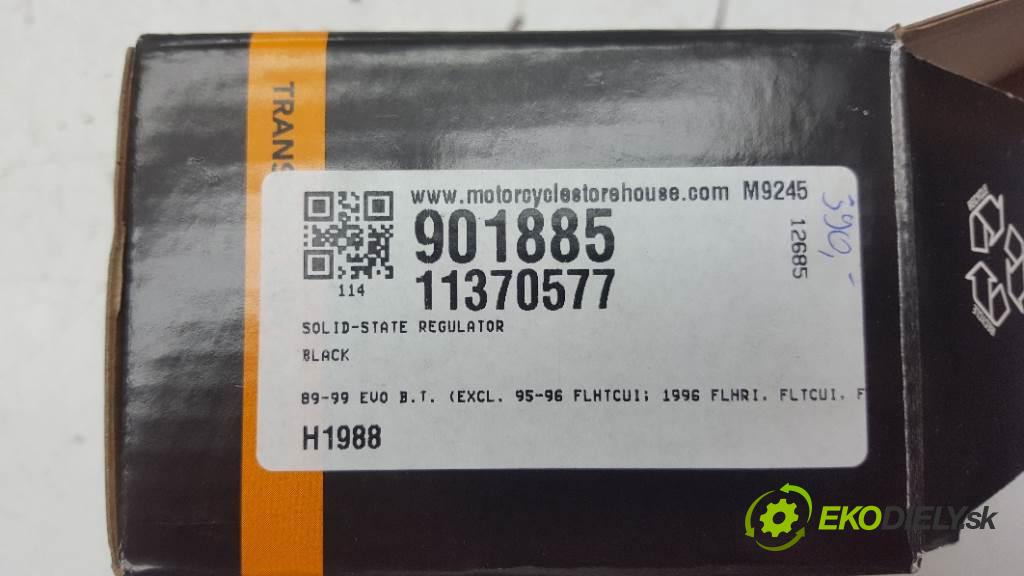 TRANS
www.motorcyclestorehouse.com M9245
901885
11370577
114
12685
390,-
SOLID-STATE REGULATOR
BLACK
89-99 EVO B.T. (EXCL. 95-96 FLHTCUI; 1996 FLHRI. FLTCUI. F
H1988
EKODIELY.sk